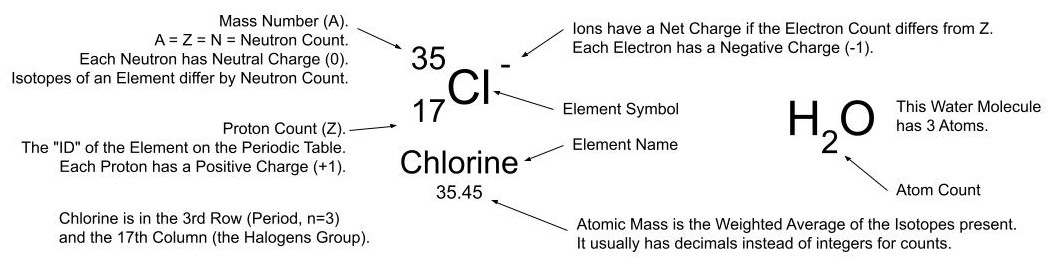 Mass Number (A).
A = Z = N = Neutron Count.
Each Neutron has Neutral Charge (0).
Isotopes of an Element differ by Neutron Count.
Proton Count (Z).
The "ID" of the Element on the Periodic Table.
Each Proton has a Positive Charge (+1).
Chlorine is in the 3rd Row (Period, n=3)
and the 17th Column (the Halogens Group).
35
Cl -
17
Chlorine
35.45
Ions have a Net Charge if the Electron Count differs from Z.
Each Electron has a Negative Charge (-1).
Element Symbol
Element Name
Atomic Mass is the Weighted Average of the Isotopes present.
It usually has decimals instead of integers for counts.
H2O
This Water Molecule
has 3 Atoms.
Atom Count